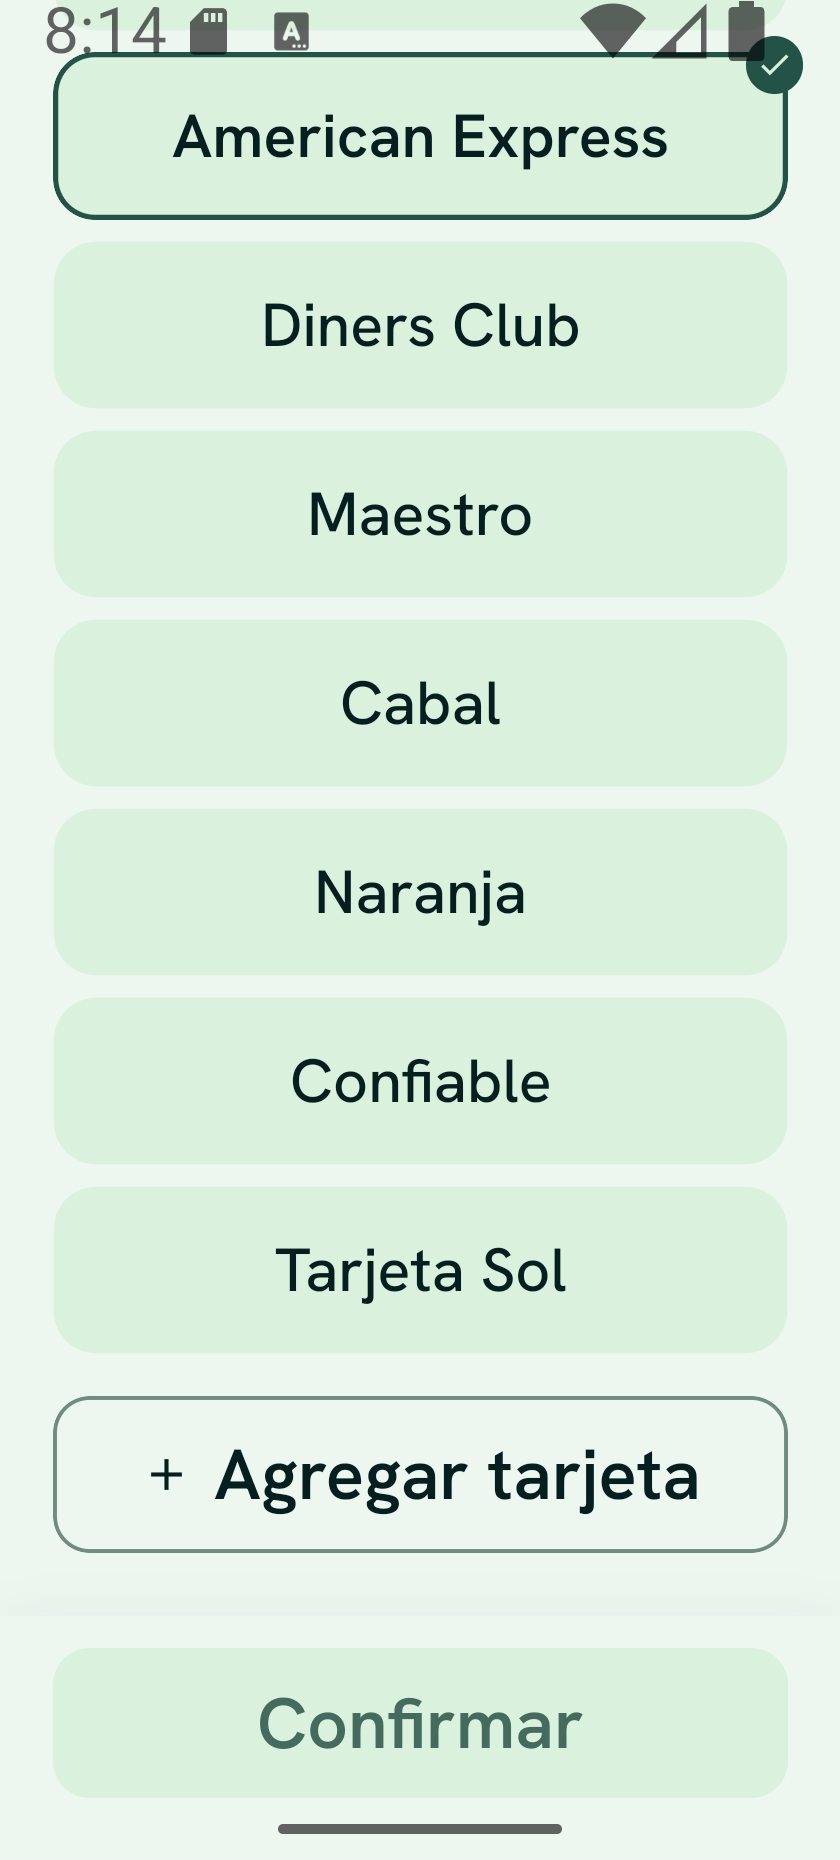 8:14
American Express
Diners Club
Maestro
Cabal
Naranja
Confiable
Tarjeta Sol
+ Agregar tarjeta
Confirmar